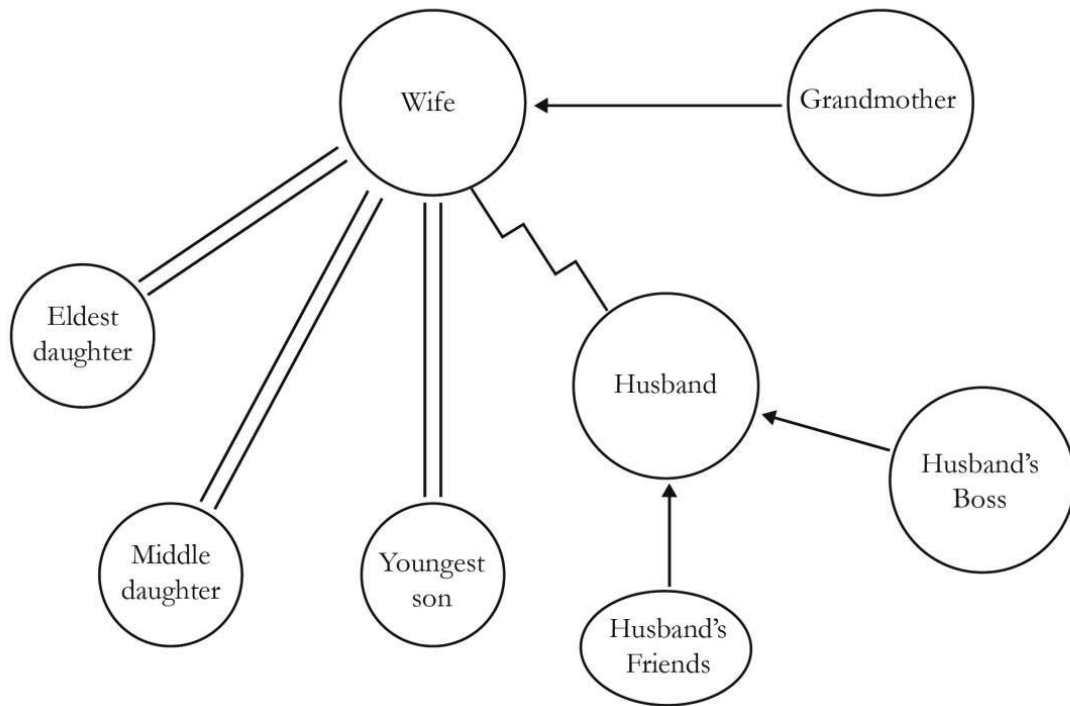 Wife
Grandmother
Eldest
daughter
Husband
Husband’s
Boss
Middle
daughter
Youngest
son
Husband’s
Friends